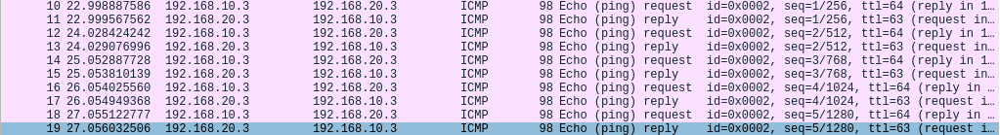 10 22.998887586 192.168.10.3 192.168.20.3 ICMP 98 Echo (ping) request id=0x0002, seq=1/256, ttl=64 (reply in 1…
11 22.999567562 192.168.20.3 192.168.10.3 ICMP 98 Echo (ping) reply id=0x0002, seq=1/256, ttl=63 (request in…
12 24.028424242 192.168.10.3 192.168.20.3 ICMP 98 Echo (ping) request id=0x0002, seq=2/512, ttl=64 (reply in 1…
13 24.029076996 192.168.20.3 192.168.10.3 ICMP 98 Echo (ping) reply id=0x0002, seq=2/512, ttl=63 (request in…
14 25.052887728 192.168.10.3 192.168.20.3 ICMP 98 Echo (ping) request id=0x0002, seq=3/768, ttl=64 (reply in 1…
15 25.053810139 192.168.20.3 192.168.10.3 ICMP 98 Echo (ping) reply id=0x0002, seq=3/768, ttl=63 (request in…
16 26.054025560 192.168.10.3 192.168.20.3 ICMP 98 Echo (ping) request id=0x0002, seq=4/1024, ttl=64 (reply in …
17 26.054949368 192.168.20.3 192.168.10.3 ICMP 98 Echo (ping) reply id=0x0002, seq=4/1024, ttl=63 (request i…
18 27.055122777 192.168.10.3 192.168.20.3 ICMP 98 Echo (ping) request id=0x0002, seq=5/1280, ttl=64 (reply in …
19 27.056032506 192.168.20.3 192.168.10.3 ICMP 98 Echo (ping) reply id=0x0002, seq=5/1280, ttl=63 (request i…